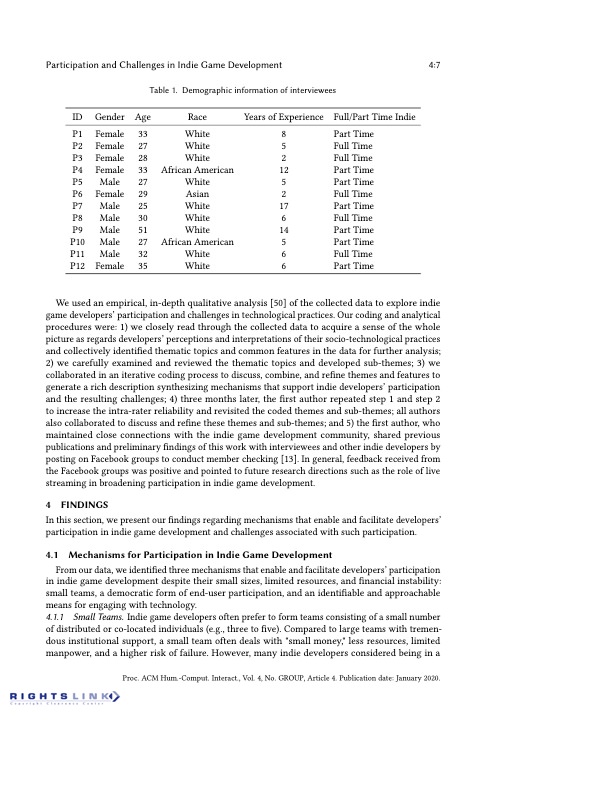 Participation and Challenges in Indie Game Development 4:7
Table 1. Demographic information of interviewees
ID Gender Age Race Years of Experience Full/Part Time Indie
P1 Female 33 White 8 Part Time
P2 Female 27 White 5 Full Time
P3 Female 28 White 2 Full Time
P4 Female 33 African American 12 Part Time
P5 Male 27 White 5 Part Time
P6 Female 29 Asian 2 Full Time
P7 Male 25 White 17 Part Time
P8 Male 30 White 6 Full Time
P9 Male 51 White 14 Part Time
P10 Male 27 African American 5 Part Time
P11 Male 32 White 6 Full Time
P12 Female 35 White 6 Part Time
We used an empirical, in-depth qualitative analysis [50] of the collected data to explore indie
game developers' participation and challenges in technological practices. Our coding and analytical
procedures were: 1) we closely read through the collected data to acquire a sense of the whole
picture as regards developers' perceptions and interpretations of their socio-technological practices
and collectively identified thematic topics and common features in the data for further analysis;
2) we carefully examined and reviewed the thematic topics and developed sub-themes; 3) we
collaborated in an iterative coding process to discuss, combine, and refine themes and features to
generate a rich description synthesizing mechanisms that support indie developers' participation
and the resulting challenges; 4) three months later, the first author repeated step 1 and step 2
to increase the intra-rater reliability and revisited the coded themes and sub-themes; all authors
also collaborated to discuss and refine these themes and sub-themes; and 5) the first author, who
maintained close connections with the indie game development community, shared previous
publications and preliminary findings of this work with interviewees and other indie developers by
posting on Facebook groups to conduct member checking [13]. In general, feedback received from
the Facebook groups was positive and pointed to future research directions such as the role of live
streaming in broadening participation in indie game development.
4 FINDINGS
In this section, we present our findings regarding mechanisms that enable and facilitate developers'
participation in indie game development and challenges associated with such participation.
4.1 Mechanisms for Participation in Indie Game Development
From our data, we identified three mechanisms that enable and facilitate developers' participation
in indie game development despite their small sizes, limited resources, and financial instability:
small teams, a democratic form of end-user participation, and an identifiable and approachable
means for engaging with technology.
4.1.1 Small Teams. Indie game developers often prefer to form teams consisting of a small number
of distributed or co-located individuals (e.g., three to five). Compared to large teams with tremen-
dous institutional support, a small team often deals with "small money," less resources, limited
manpower, and a higher risk of failure. However, many indie developers considered being in a
Proc. ACM Hum.-Comput. Interact., Vol. 4, No. GROUP, Article 4. Publication date: January 2020.
RIGHTSLINK
Copyright Clearance Center